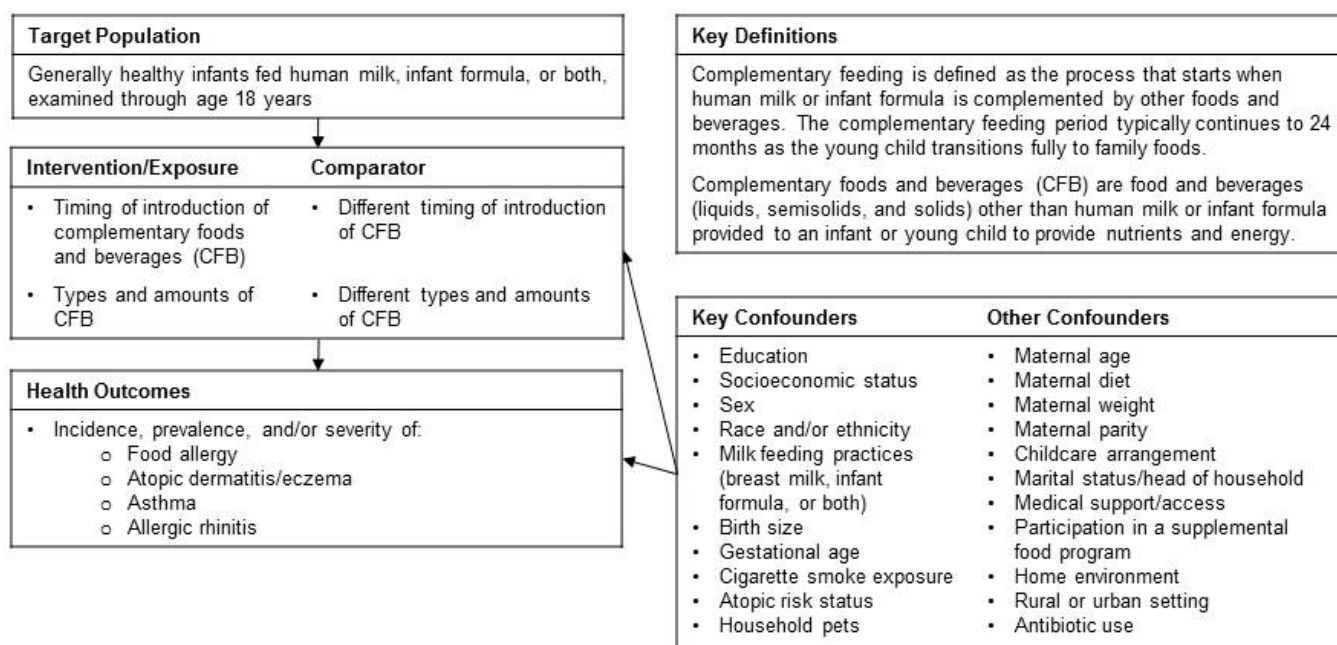 Target Population
Generally healthy infants fed human milk, infant formula, or both,
examined through age 18 years
Intervention/Exposure
• Timing of introduction of
complementary foods
and beverages (CFB)
• Types and amounts of
CFB
Comparator
• Different timing of introduction
of CFB
• Different types and amounts
of CFB
Health Outcomes
• Incidence, prevalence, and/or severity of:
o Food allergy
o Atopic dermatitis/eczema
o Asthma
o Allergic rhinitis
Key Definitions
Complementary feeding is defined as the process that starts when
human milk or infant formula is complemented by other foods and
beverages. The complementary feeding period typically continues to 24
months as the young child transitions fully to family foods.
Complementary foods and beverages (CFB) are food and beverages
(liquids, semisolids, and solids) other than human milk or infant formula
provided to an infant or young child to provide nutrients and energy.
Key Confounders
• Education
• Socioeconomic status
• Sex
• Race and/or ethnicity
• Milk feeding practices
(breast milk, infant
formula, or both)
• Birth size
• Gestational age
• Cigarette smoke exposure
• Atopic risk status
• Household pets
Other Confounders
• Maternal age
• Maternal diet
• Maternal weight
• Maternal parity
• Childcare arrangement
• Marital status/head of household
• Medical support/access
• Participation in a supplemental
food program
• Home environment
• Rural or urban setting
• Antibiotic use